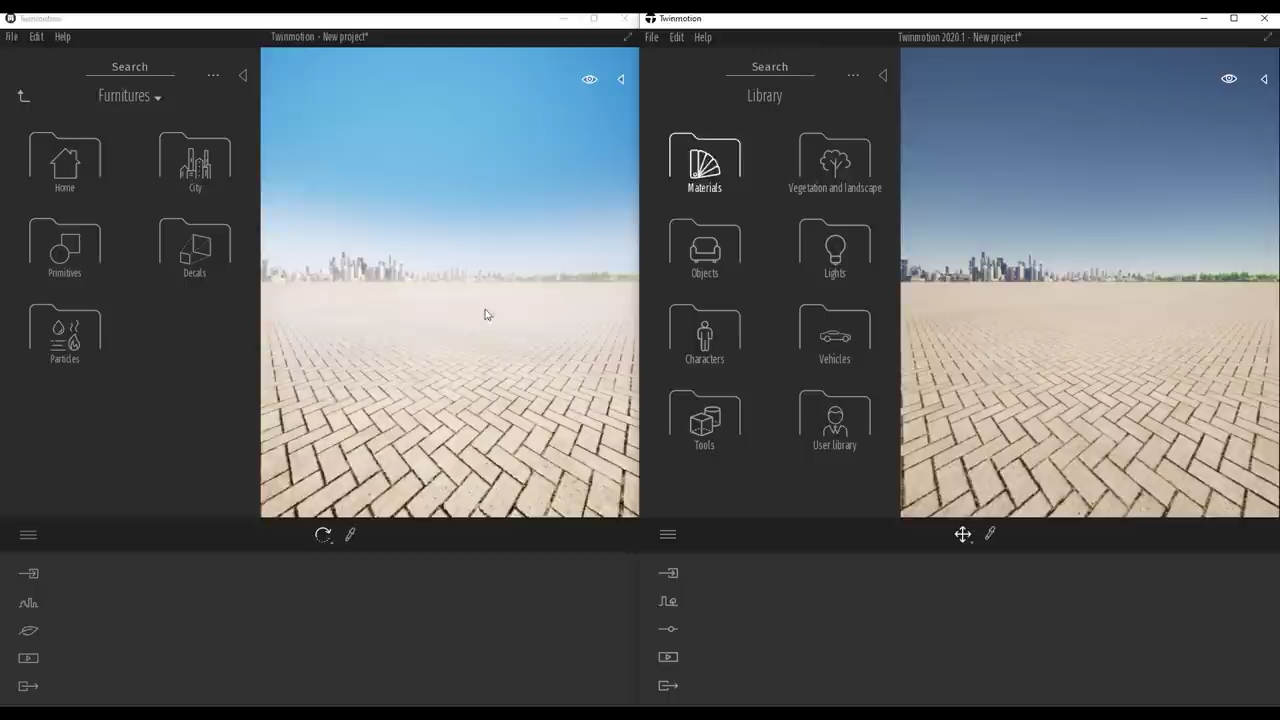 Twinmotion
File Edit Help
Twinmotion - New project*
Search
...
Furnitures
Home
City
Primitives
Decals
Particles
Twinmotion
File Edit Help
Twinmotion 2020.1 - New project*
Search
...
Library
Materials
Vegetation and landscape
Objects
Lights
Characters
Vehicles
Tools
User library